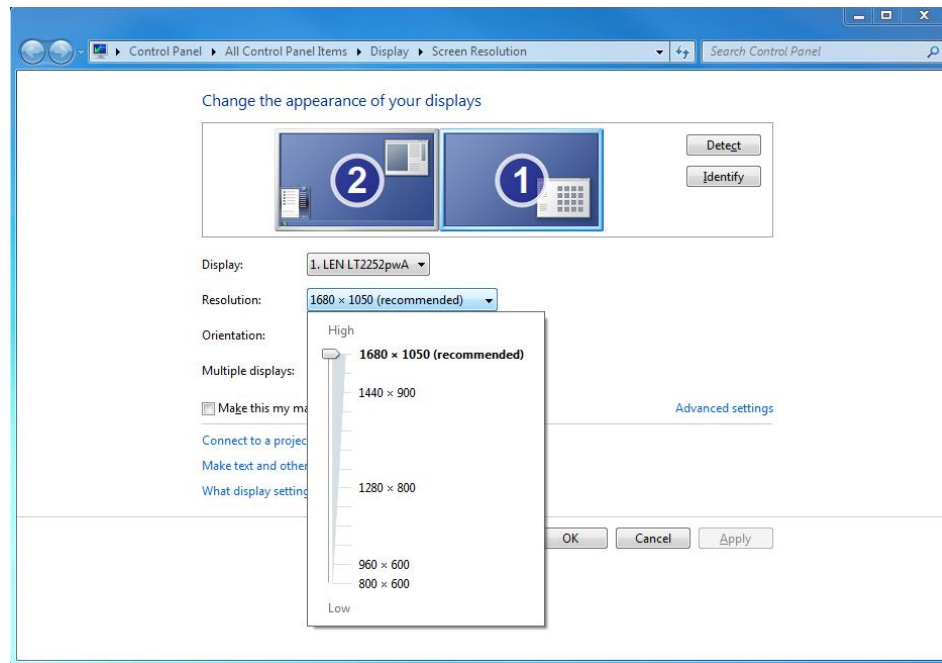 Control Panel ▸ All Control Panel Items ▸ Display ▸ Screen Resolution
Search Control Panel
Change the appearance of your displays
2
1
Detect
Identify
Display:
1. LEN LT2252pwA
Resolution:
1680 × 1050 (recommended)
Orientation:
High
1680 × 1050 (recommended)
Multiple displays:
1440 × 900
Make this my ma
Advanced settings
Connect to a projec
Make text and other
1280 × 800
What display setting
OK
Cancel
Apply
960 × 600
800 × 600
Low